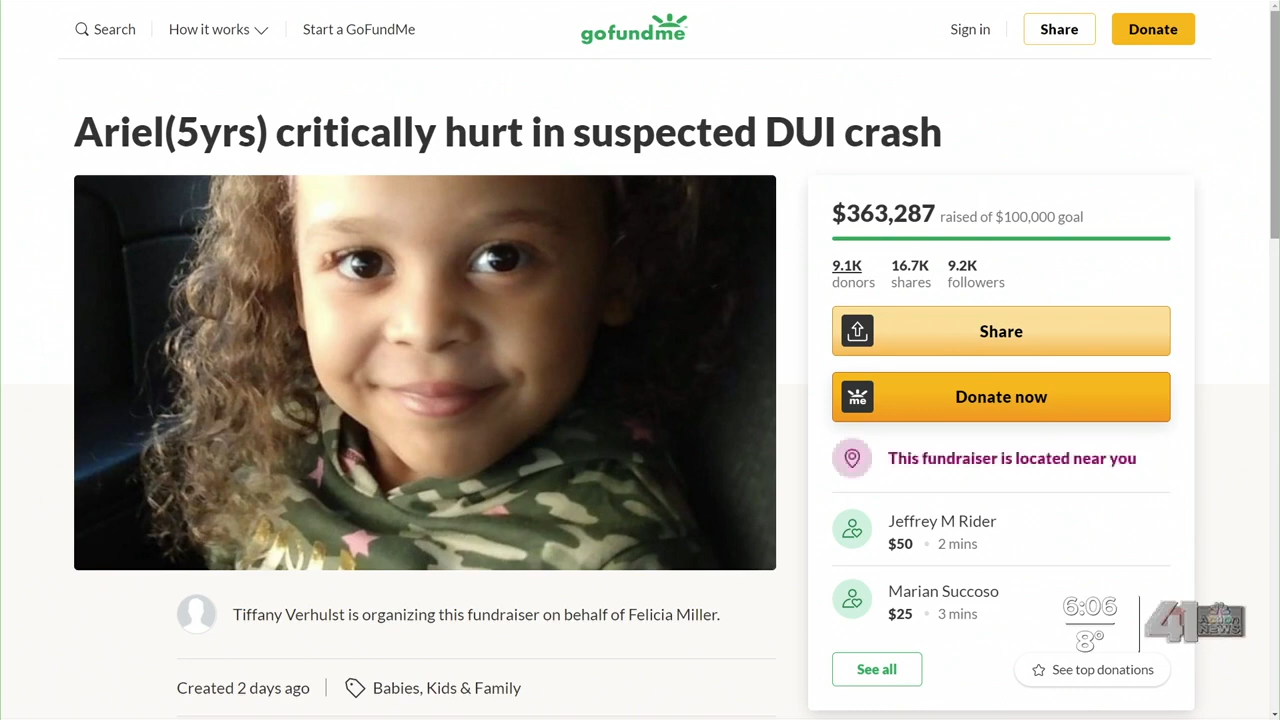 Search
How it works
Start a GoFundMe
gofundme
Sign in
Share
Donate
Ariel(5yrs) critically hurt in suspected DUI crash
$363,287 raised of $100,000 goal
9.1K 16.7K 9.2K
donors shares followers
Share
me
Donate now
This fundraiser is located near you
Jeffrey M Rider
$50 • 2 mins
Marian Succoso
$25 • 3 mins
See all
See top donations
Tiffany Verhulst is organizing this fundraiser on behalf of Felicia Miller.
Created 2 days ago
Babies, Kids & Family
6:06
8°
41
Action
NEWS